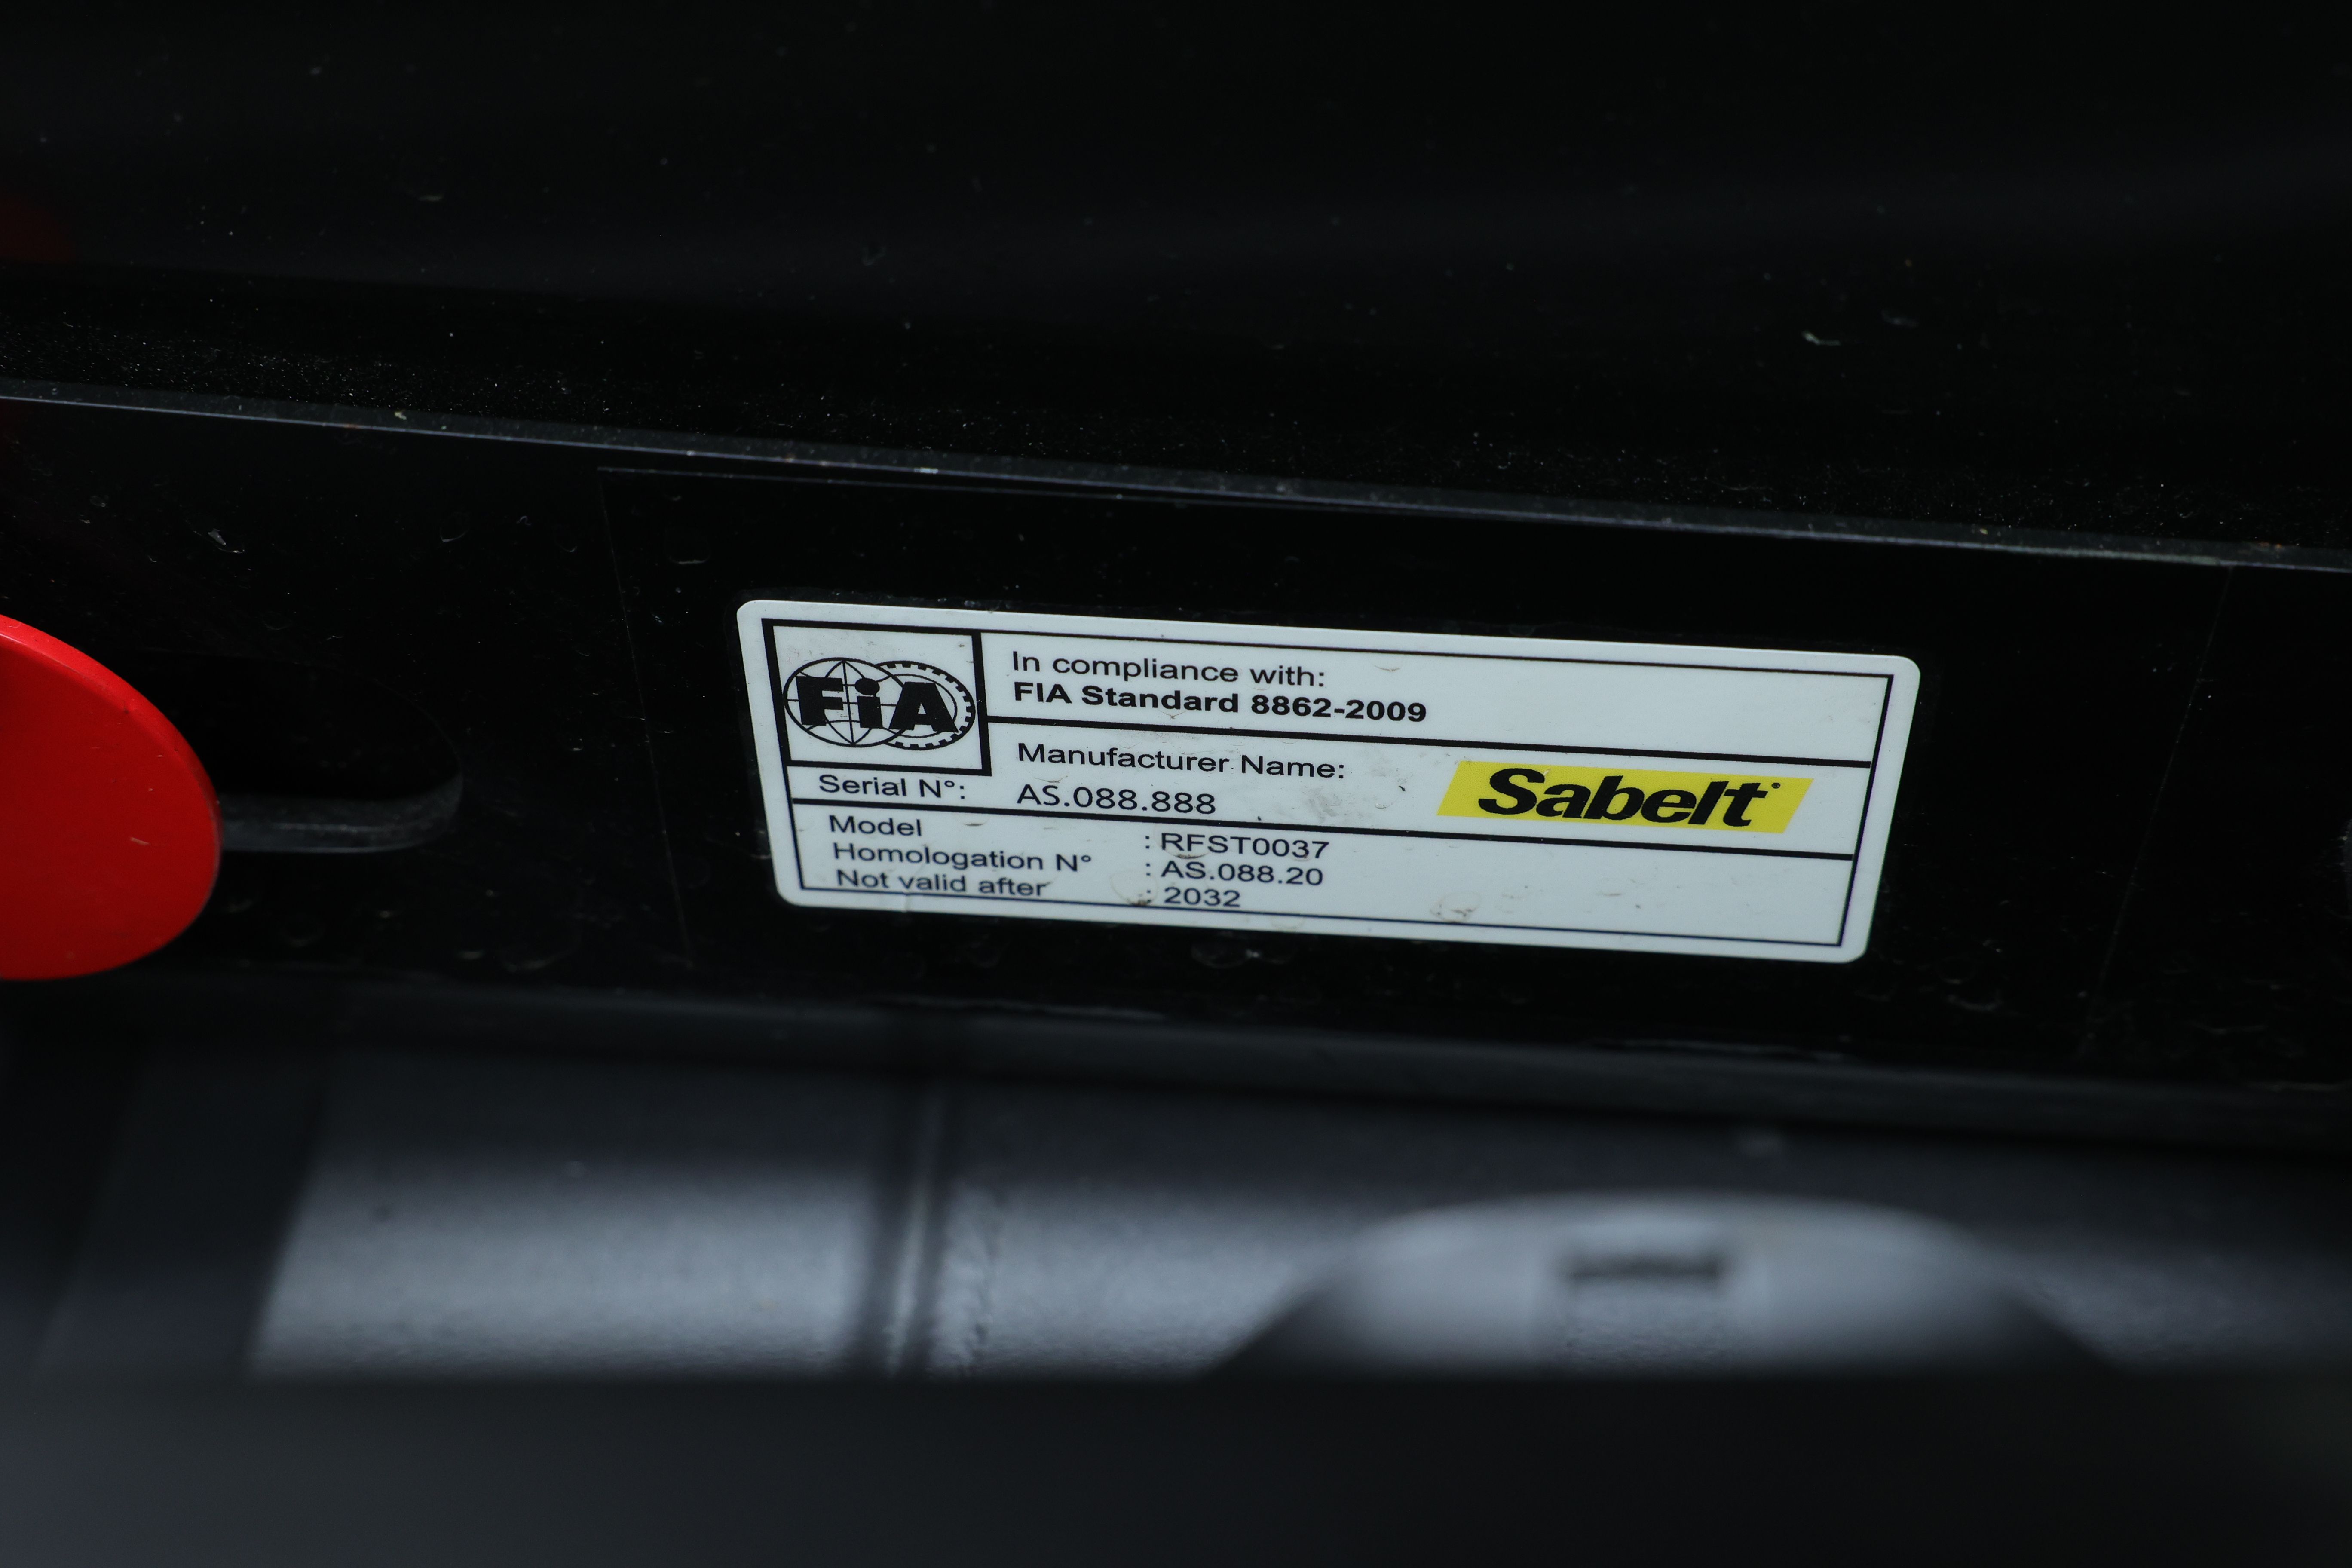 FiA
In compliance with:
FIA Standard 8862-2009
Manufacturer Name:
Sabelt
Serial N°: AS.088.888
Model : RFST0037
Homologation N° : AS.088.20
Not valid after : 2032